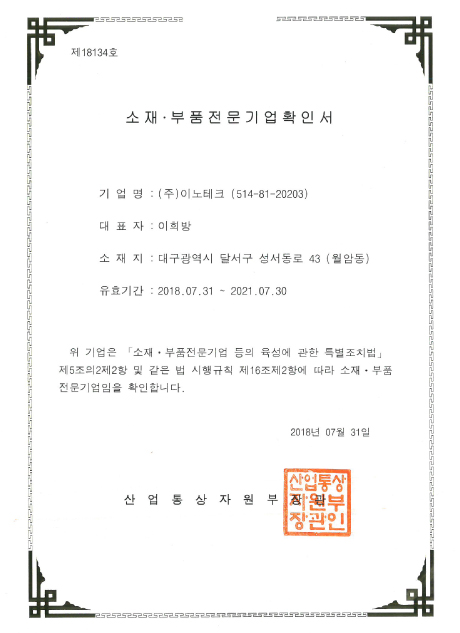 제18134호
소재·부품전문기업확인서
기 업 명 : (주)이노테크 (514-81-20203)
대 표 자 : 이희방
소 재 지 : 대구광역시 달서구 성서동로 43 (월암동)
유효기간 : 2018.07.31 ~ 2021.07.30
위 기업은 「소재·부품전문기업 등의 육성에 관한 특별조치법」
제5조의2제2항 및 같은 법 시행규칙 제16조제2항에 따라 소재·부품
전문기업임을 확인합니다.
2018년 07월 31일
산 업 통 상 자 원 부 장 관
산업통상
자원부
장관인